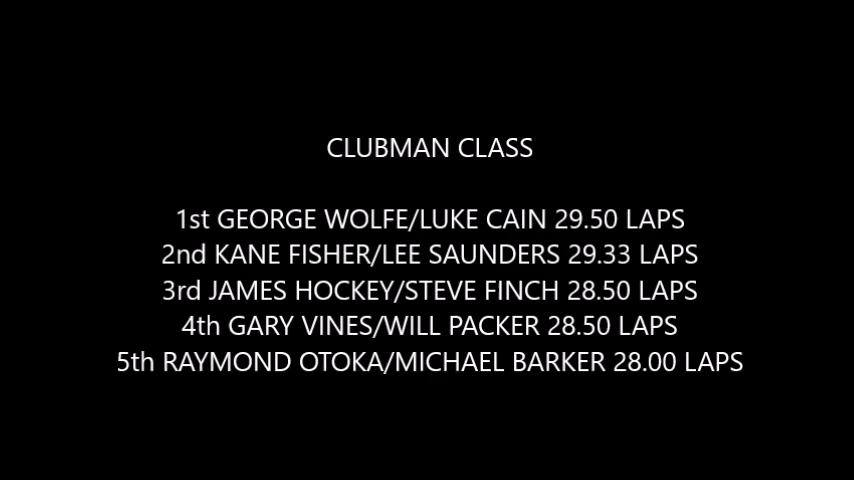 CLUBMAN CLASS
1st GEORGE WOLFE/LUKE CAIN 29.50 LAPS
2nd KANE FISHER/LEE SAUNDERS 29.33 LAPS
3rd JAMES HOCKEY/STEVE FINCH 28.50 LAPS
4th GARY VINES/WILL PACKER 28.50 LAPS
5th RAYMOND OTOKA/MICHAEL BARKER 28.00 LAPS